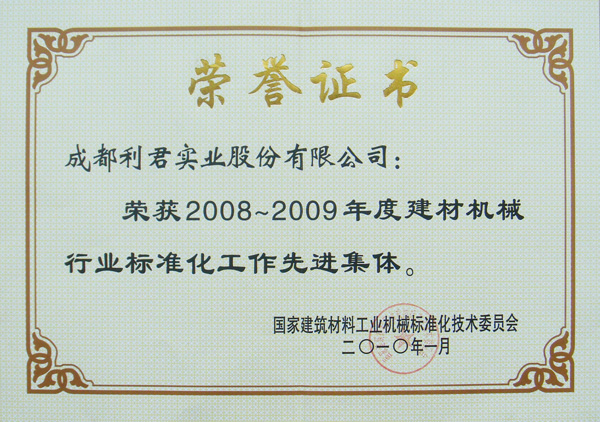 荣誉证书
成都利君实业股份有限公司：
荣获2008~2009年度建材机械
行业标准化工作先进集体。
国家建筑材料工业机械标准化技术委员会
二〇一〇年一月